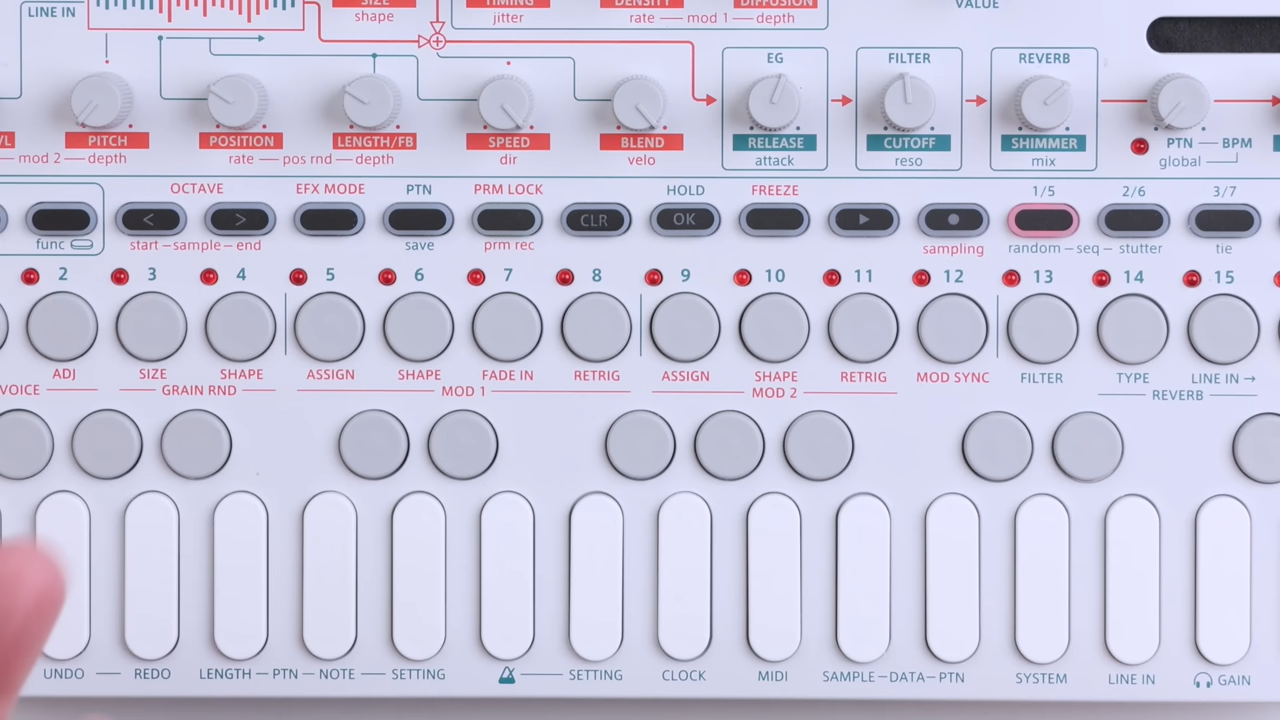 LINE IN
SIZE
shape
TIMING
jitter
DENSITY
rate — mod 1 — depth
DIFFUSION
VALUE
EG
FILTER
REVERB
VL
PITCH
POSITION
LENGTH/FB
SPEED
BLEND
RELEASE
CUTOFF
SHIMMER
PTN — BPM
mod 2 — depth
rate — pos rnd — depth
dir
velo
attack
reso
mix
global
OCTAVE
EFX MODE
PTN
PRM LOCK
HOLD
FREEZE
1/5
2/6
3/7
< > CLR OK
func
start — sample — end
save
prm rec
sampling
random — seq — stutter
tie
2 3 4 5 6 7 8 9 10 11 12 13 14 15
ADJ
SIZE
SHAPE
ASSIGN
SHAPE
FADE IN
RETRIG
ASSIGN
SHAPE
RETRIG
MOD SYNC
FILTER
TYPE
LINE IN →
VOICE
GRAIN RND
MOD 1
MOD 2
REVERB
UNDO — REDO
LENGTH — PTN — NOTE — SETTING
SETTING
CLOCK
MIDI
SAMPLE — DATA — PTN
SYSTEM
LINE IN
GAIN